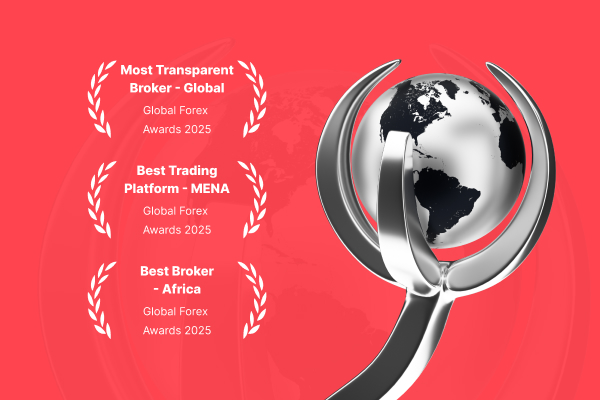 Most Transparent
Broker - Global
Global Forex
Awards 2025
Best Trading
Platform - MENA
Global Forex
Awards 2025
Best Broker
- Africa
Global Forex
Awards 2025